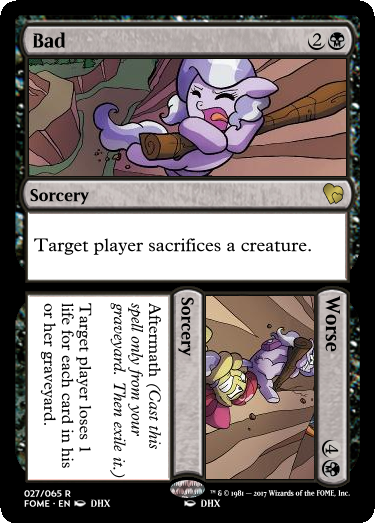 Bad 2
Sorcery
Target player sacrifices a creature.
Worse 4
Sorcery
Aftermath (Cast this
spell only from your
graveyard. Then exile it.)
Target player loses 1
life for each card in his
or her graveyard.
027/065 R
FOME • EN DHX
DHX
™ & © 1981 — 2017 Wizards of the FOME, Inc.